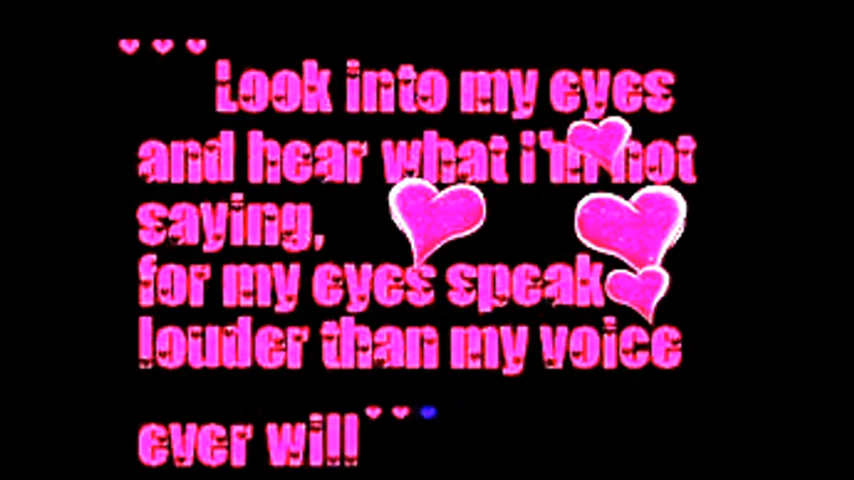 Look into my eyes
and hear what i'm not
saying,
for my eyes speak
louder than my voice
ever will